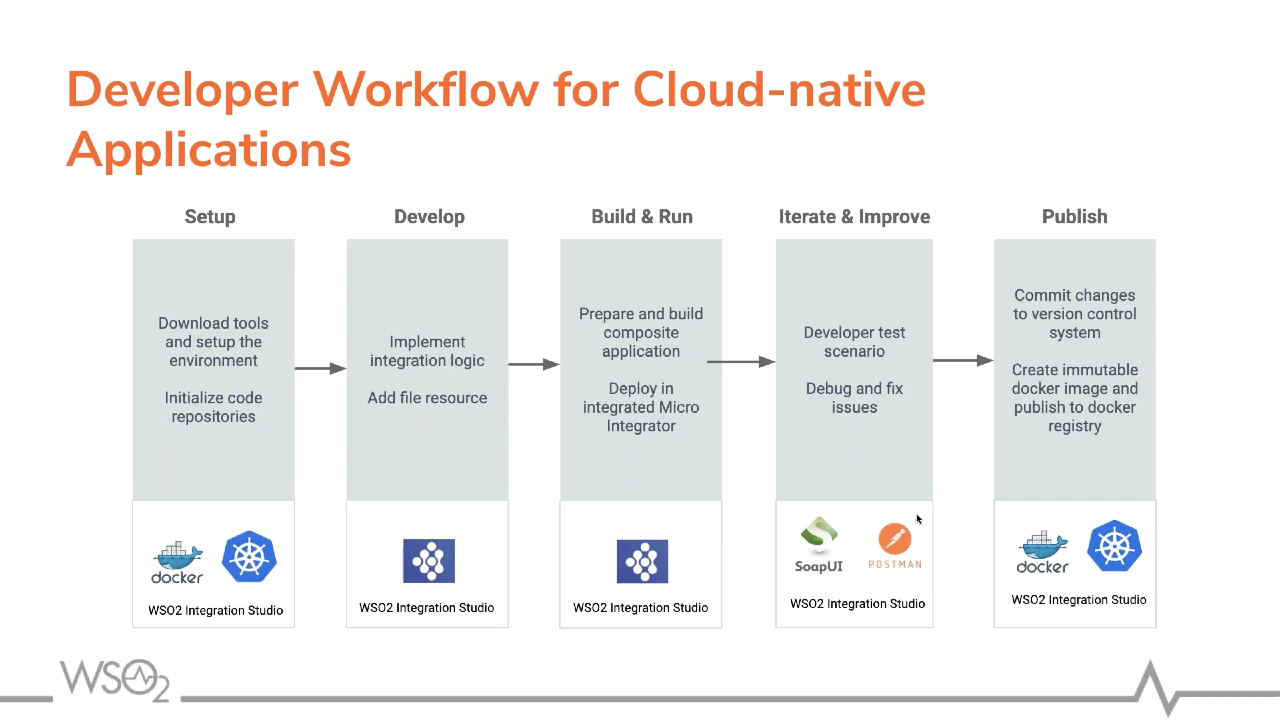 Developer Workflow for Cloud-native
Applications
Setup
Download tools
and setup the
environment
Initialize code
repositories
docker
WSO2 Integration Studio
Develop
Implement
integration logic
Add file resource
WSO2 Integration Studio
Build & Run
Prepare and build
composite
application
Deploy in
integrated Micro
Integrator
WSO2 Integration Studio
Iterate & Improve
Developer test
scenario
Debug and fix
issues
SoapUI
POSTMAN
WSO2 Integration Studio
Publish
Commit changes
to version control
system
Create immutable
docker image and
publish to docker
registry
docker
WSO2 Integration Studio
WSO2